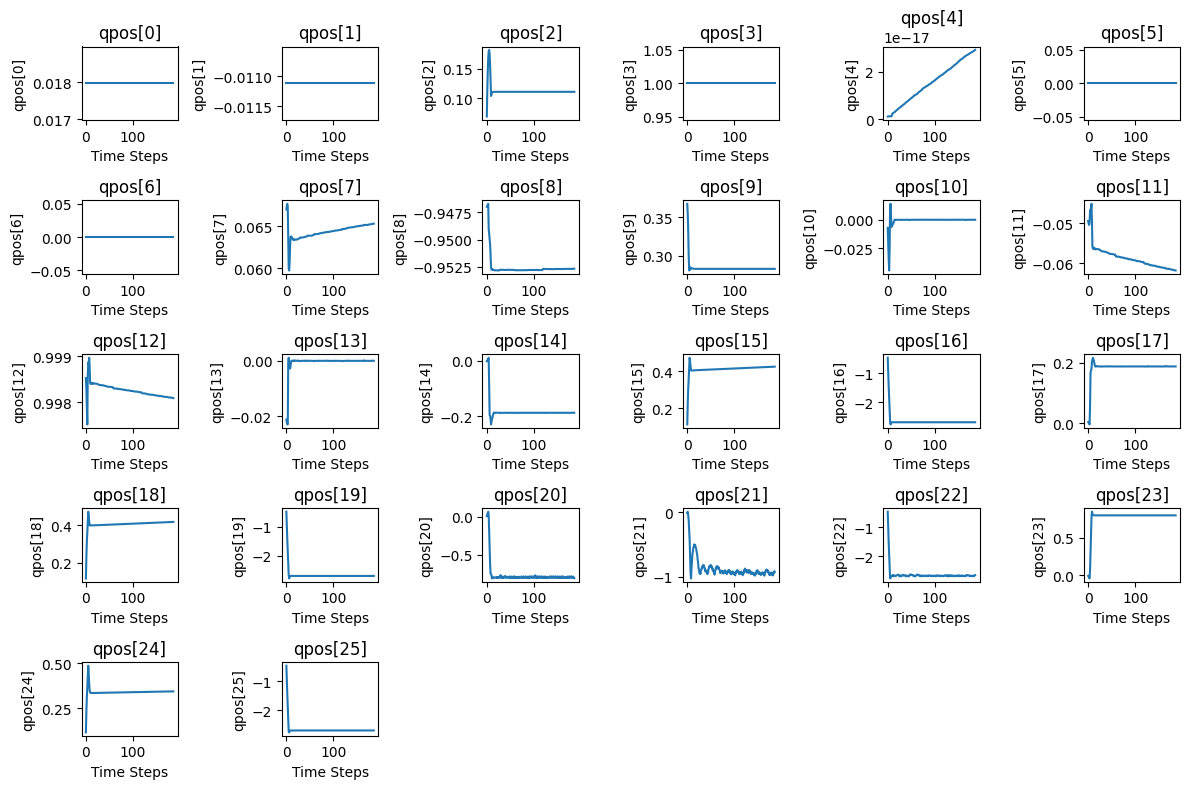 qpos[0]
qpos[0]
0.018
0.017
0
100
Time Steps
qpos[1]
qpos[1]
−0.0110
−0.0115
0
100
Time Steps
qpos[2]
qpos[2]
0.15
0.10
0
100
Time Steps
qpos[3]
qpos[3]
1.05
1.00
0.95
0
100
Time Steps
qpos[4]
1e−17
qpos[4]
2
0
0
100
Time Steps
qpos[5]
qpos[5]
0.05
0.00
−0.05
0
100
Time Steps
qpos[6]
qpos[6]
0.05
0.00
−0.05
0
100
Time Steps
qpos[7]
qpos[7]
0.065
0.060
0
100
Time Steps
qpos[8]
qpos[8]
−0.9475
−0.9500
−0.9525
0
100
Time Steps
qpos[9]
qpos[9]
0.35
0.30
0
100
Time Steps
qpos[10]
qpos[10]
0.000
−0.025
0
100
Time Steps
qpos[11]
qpos[11]
−0.05
−0.06
0
100
Time Steps
qpos[12]
qpos[12]
0.999
0.998
0
100
Time Steps
qpos[13]
qpos[13]
0.00
−0.02
0
100
Time Steps
qpos[14]
qpos[14]
0.0
−0.2
0
100
Time Steps
qpos[15]
qpos[15]
0.4
0.2
0
100
Time Steps
qpos[16]
qpos[16]
−1
−2
0
100
Time Steps
qpos[17]
qpos[17]
0.2
0.0
0
100
Time Steps
qpos[18]
qpos[18]
0.4
0.2
0
100
Time Steps
qpos[19]
qpos[19]
−1
−2
0
100
Time Steps
qpos[20]
qpos[20]
0.0
−0.5
0
100
Time Steps
qpos[21]
qpos[21]
0
−1
0
100
Time Steps
qpos[22]
qpos[22]
−1
−2
0
100
Time Steps
qpos[23]
qpos[23]
0.5
0.0
0
100
Time Steps
qpos[24]
qpos[24]
0.50
0.25
0
100
Time Steps
qpos[25]
qpos[25]
−1
−2
0
100
Time Steps